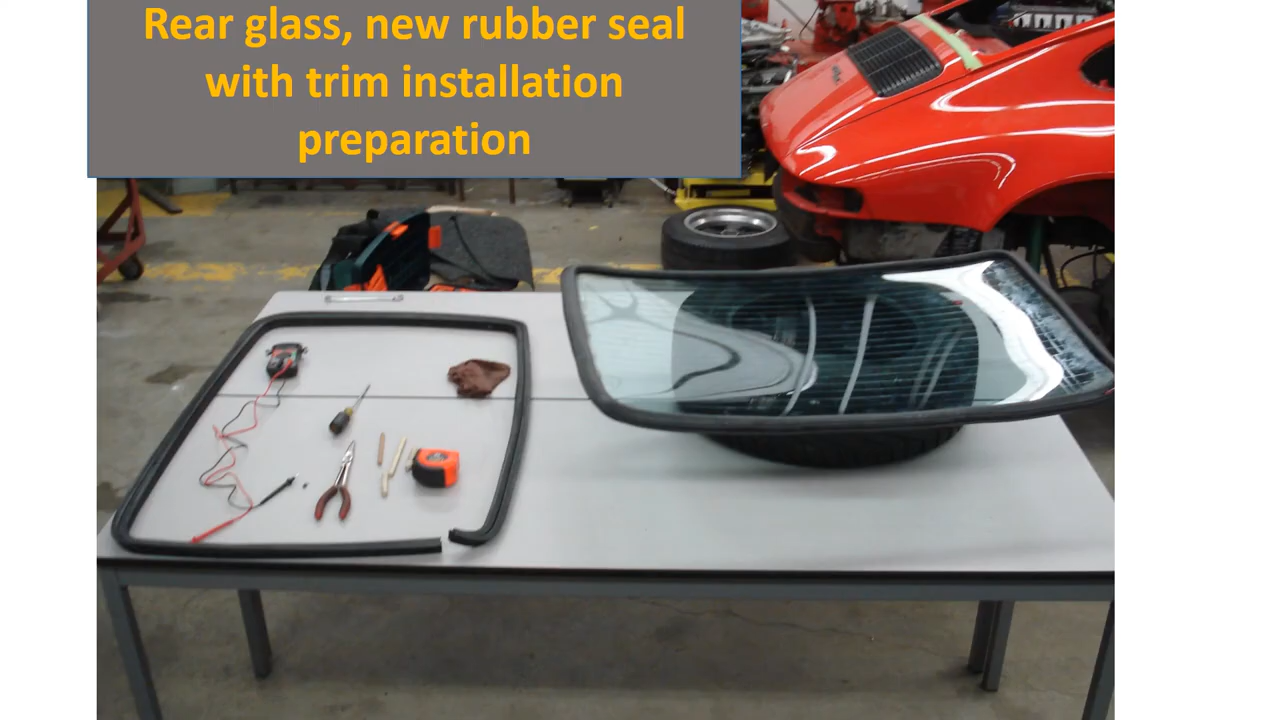 Rear glass, new rubber seal
with trim installation
preparation